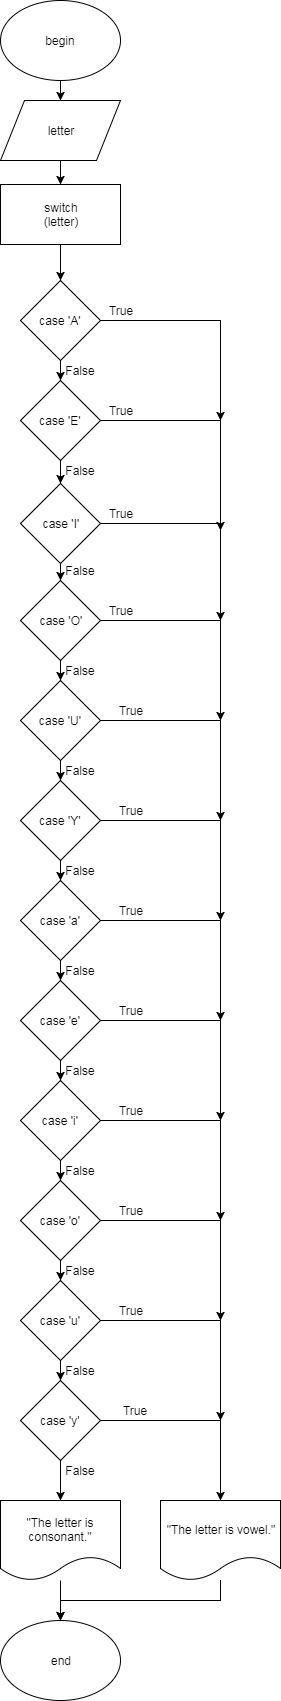 begin
letter
switch
(letter)
case 'A'
True
False
case 'E'
True
False
case 'I'
True
False
case 'O'
True
False
case 'U'
True
False
case 'Y'
True
False
case 'a'
True
False
case 'e'
True
False
case 'i'
True
False
case 'o'
True
False
case 'u'
True
False
case 'y'
True
False
"The letter is
consonant."
"The letter is vowel."
end